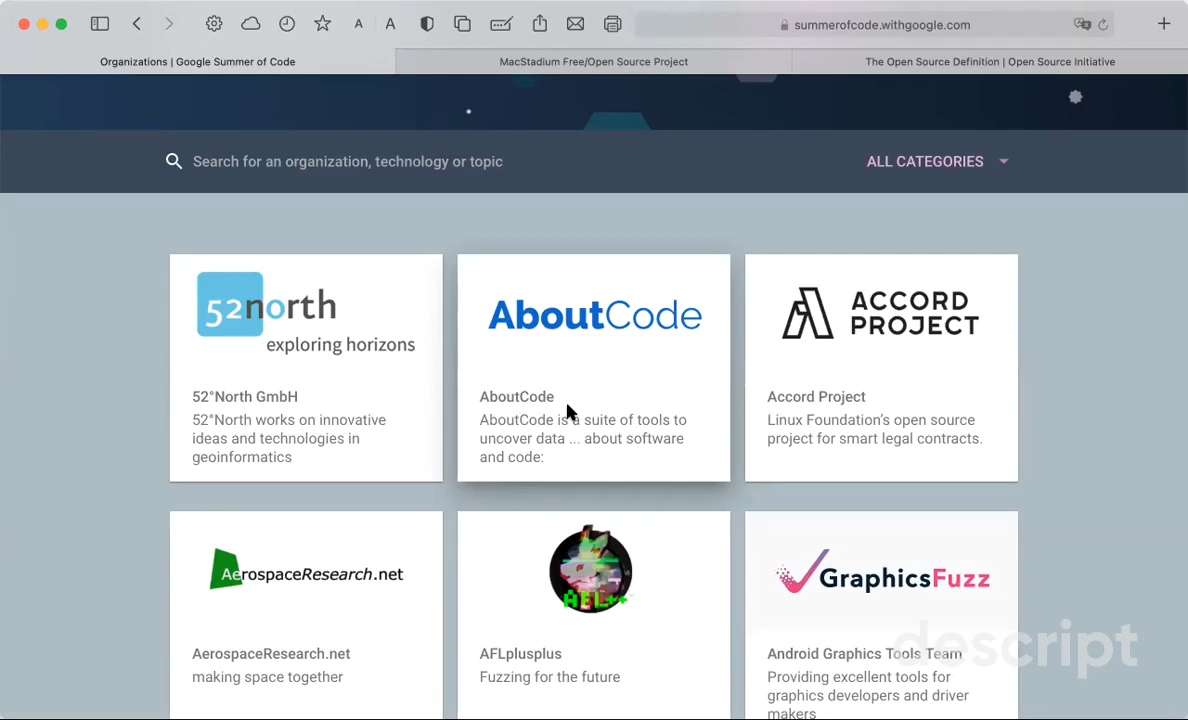 A A
summerofcode.withgoogle.com
Organizations | Google Summer of Code
MacStadium Free/Open Source Project
The Open Source Definition | Open Source Initiative
Search for an organization, technology or topic
ALL CATEGORIES
52north
exploring horizons
52°North GmbH
52°North works on innovative
ideas and technologies in
geoinformatics
AboutCode
AboutCode
AboutCode is a suite of tools to
uncover data ... about software
and code:
ACCORD
PROJECT
Accord Project
Linux Foundation's open source
project for smart legal contracts.
AerospaceResearch.net
AerospaceResearch.net
making space together
AFL++
AFLplusplus
Fuzzing for the future
GraphicsFuzz
Android Graphics Tools Team
Providing excellent tools for
graphics developers and driver
makers
descript